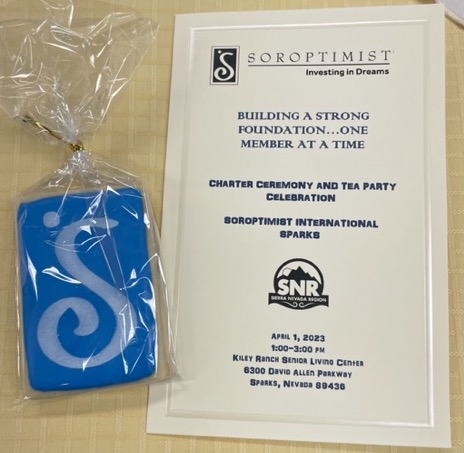 S
SOROPTIMIST
Investing in Dreams
BUILDING A STRONG
FOUNDATION...ONE
MEMBER AT A TIME
CHARTER CEREMONY AND TEA PARTY
CELEBRATION
SOROPTIMIST INTERNATIONAL
SPARKS
SNR
SIERRA NEVADA REGION
APRIL 1, 2023
1:00-3:00 PM
KILEY RANCH SENIOR LIVING CENTER
6300 DAVID ALLEN PARKWAY
SPARKS, NEVADA 89436
S